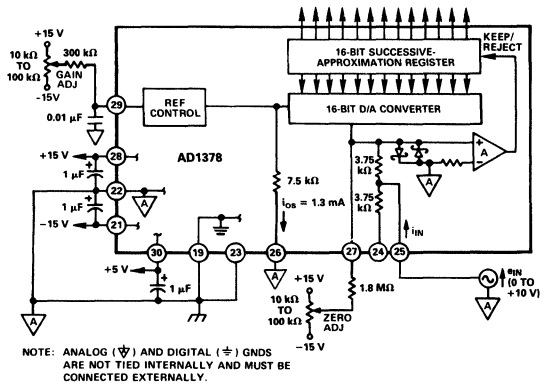 +15 V
10 kΩ
TO
100 kΩ
-15V
300 kΩ
GAIN
ADJ
0.01 µF
29
REF
CONTROL
16-BIT SUCCESSIVE-
APPROXIMATION REGISTER
KEEP/
REJECT
16-BIT D/A CONVERTER
AD1378
+15 V
28
1 µF
22
A
1 µF
-15 V
21
7.5 kΩ
iOS = 1.3 mA
3.75
kΩ
3.75
kΩ
A
A
iIN
30
19
23
26
27
24
25
+5 V
1 µF
A
A
+15 V
10 kΩ
TO
100 kΩ
-15 V
ZERO
ADJ
1.8 MΩ
eIN
(0 TO
+10 V)
A
NOTE: ANALOG (A) AND DIGITAL (⏚) GNDS
ARE NOT TIED INTERNALLY AND MUST BE
CONNECTED EXTERNALLY.